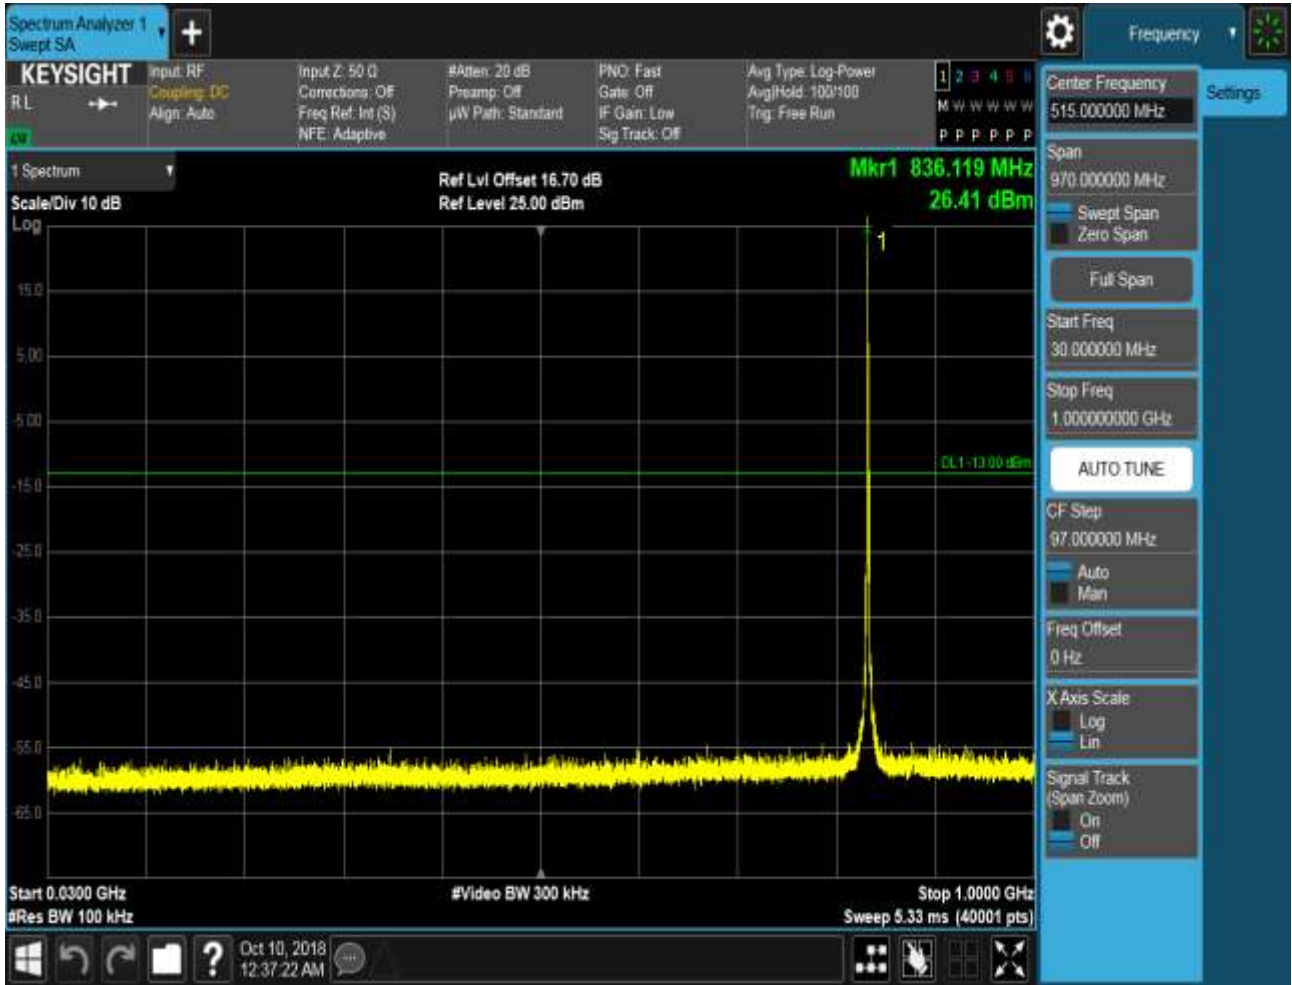 Spectrum Analyzer 1
Swept SA
+
Frequency
KEYSIGHT
R L
LW
Input: RF
Coupling: DC
Align: Auto
Input Z: 50 Ω
Corrections: Off
Freq Ref: Int (S)
NFE: Adaptive
#Atten: 20 dB
Preamp: Off
µW Path: Standard
PNO: Fast
Gate: Off
IF Gain: Low
Sig Track: Off
Avg Type: Log-Power
Avg|Hold: 100/100
Trig: Free Run
1 2 3 4 5 6
M W W W W W
P P P P P P
1 Spectrum
Scale/Div 10 dB
Log
Ref Lvl Offset 16.70 dB
Ref Level 25.00 dBm
Mkr1 836.119 MHz
26.41 dBm
1
15.0
5.00
-5.00
DL1 -13.00 dBm
-15.0
-25.0
-35.0
-45.0
-55.0
-65.0
Start 0.0300 GHz
#Res BW 100 kHz
#Video BW 300 kHz
Stop 1.0000 GHz
Sweep 5.33 ms (40001 pts)
?
Oct 10, 2018
12:37:22 AM
Center Frequency
515.000000 MHz
Settings
Span
970.000000 MHz
Swept Span
Zero Span
Full Span
Start Freq
30.000000 MHz
Stop Freq
1.000000000 GHz
AUTO TUNE
CF Step
97.000000 MHz
Auto
Man
Freq Offset
0 Hz
X Axis Scale
Log
Lin
Signal Track
(Span Zoom)
On
Off